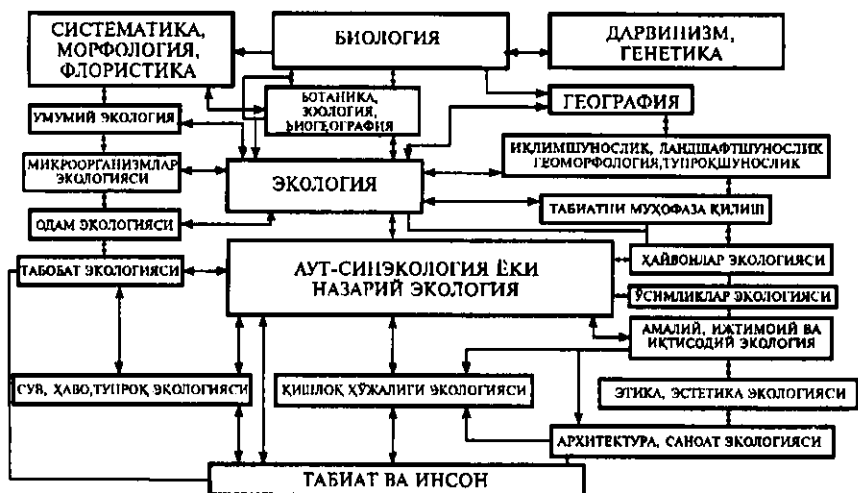 СИСТЕМАТИКА,
МОРФОЛОГИЯ,
ФЛОРИСТИКА
БИОЛОГИЯ
ДАРВИНИЗМ,
ГЕНЕТИКА
БОТАНИКА,
ЗООЛОГИЯ,
БИОГЕОГРАФИЯ
ГЕОГРАФИЯ
УМУМИЙ ЭКОЛОГИЯ
ИҚЛИМШУНОСЛИК, ЛАНДШАФТШУНОСЛИК
ГЕОМОРФОЛОГИЯ,ТУПРОҚШУНОСЛИК
МИКРООРГАНИЗМЛАР
ЭКОЛОГИЯСИ
ЭКОЛОГИЯ
ТАБИАТНИ МУҲОФАЗА ҚИЛИШ
ОДАМ ЭКОЛОГИЯСИ
ТАБОБАТ ЭКОЛОГИЯСИ
АУТ-СИНЭКОЛОГИЯ ЁКИ
НАЗАРИЙ ЭКОЛОГИЯ
ҲАЙВОНЛАР ЭКОЛОГИЯСИ
ЎСИМЛИКЛАР ЭКОЛОГИЯСИ
АМАЛИЙ, ИЖТИМОИЙ ВА
ИҚТИСОДИЙ ЭКОЛОГИЯ
СУВ, ҲАВО,ТУПРОҚ ЭКОЛОГИЯСИ
ҚИШЛОҚ ҲЎЖАЛИГИ ЭКОЛОГИЯСИ
ЭТИКА, ЭСТЕТИКА ЭКОЛОГИЯСИ
АРХИТЕКТУРА, САНОАТ ЭКОЛОГИЯСИ
ТАБИАТ ВА ИНСОН